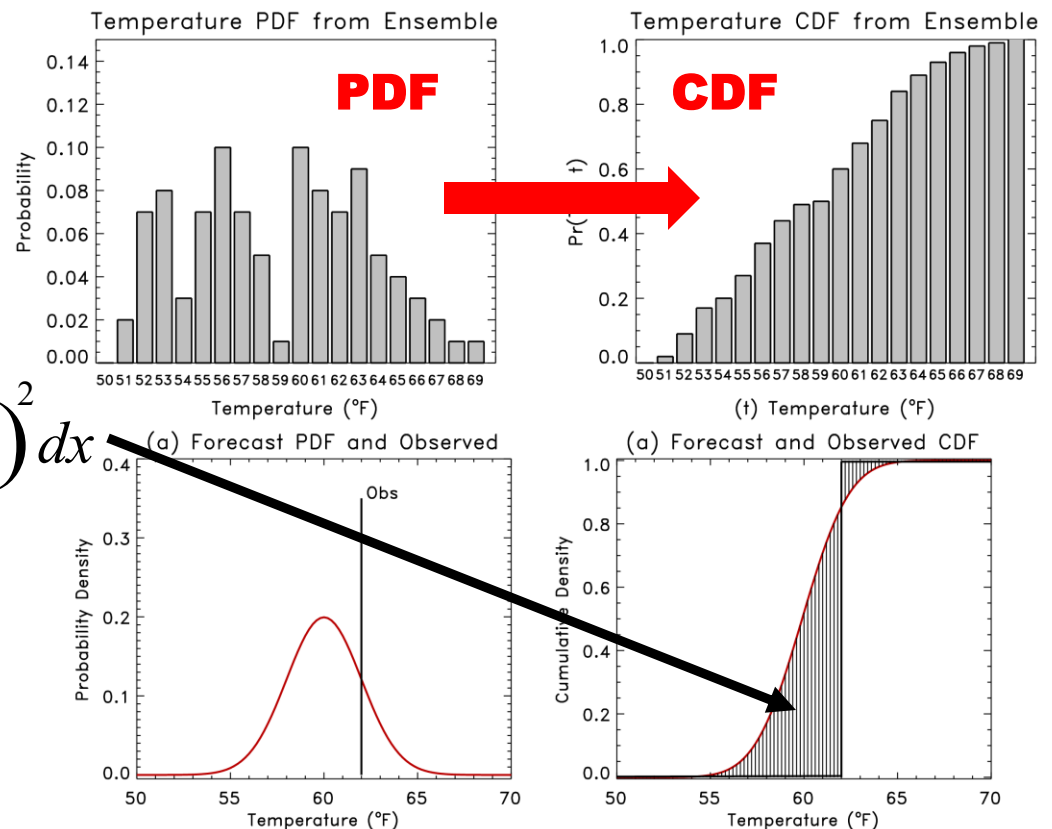 Temperature PDF from Ensemble
PDF
Probability
0.14
0.12
0.10
0.08
0.06
0.04
0.02
0.00
50 51 52 53 54 55 56 57 58 59 60 61 62 63 64 65 66 67 68 69
Temperature (°F)
Temperature CDF from Ensemble
CDF
Pr( t)
1.0
0.8
0.6
0.4
0.2
0.0
50 51 52 53 54 55 56 57 58 59 60 61 62 63 64 65 66 67 68 69
(t) Temperature (°F)
)² dx
(a) Forecast PDF and Observed
Obs
Probability Density
0.4
0.3
0.2
0.1
0.0
50 55 60 65 70
Temperature (°F)
(a) Forecast and Observed CDF
Cumulative Density
1.0
0.8
0.6
0.4
0.2
0.0
50 55 60 65 70
Temperature (°F)